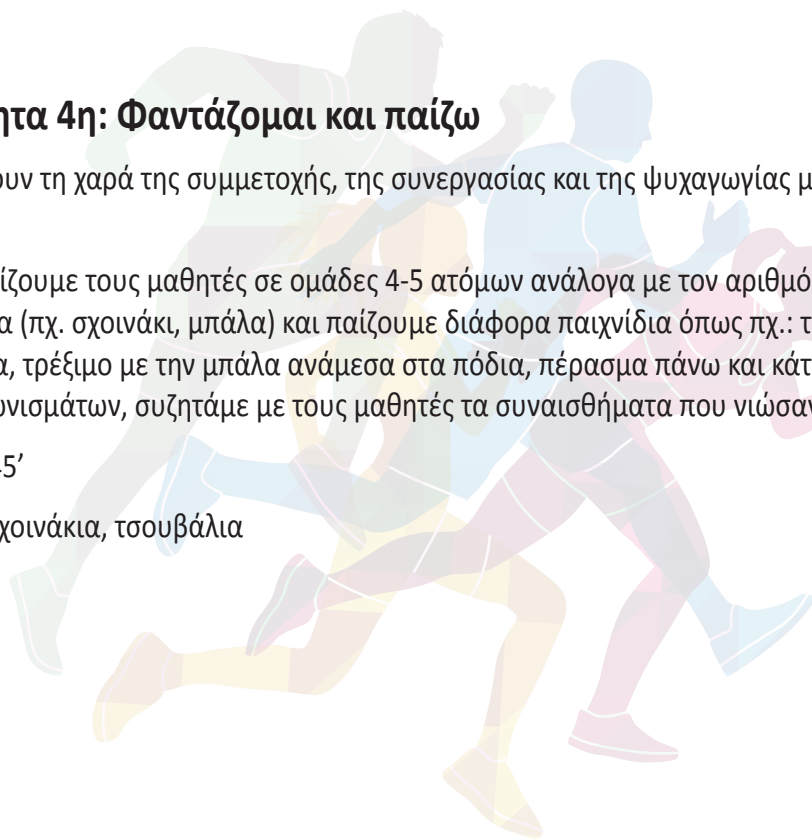 ητα 4η: Φαντάζομαι και παίζω
ουν τη χαρά της συμμετοχής, της συνεργασίας και της ψυχαγωγίας μ
ίζουμε τους μαθητές σε ομάδες 4-5 ατόμων ανάλογα με τον αριθμό
α (πχ. σχοινάκι, μπάλα) και παίζουμε διάφορα παιχνίδια όπως πχ.: τ
α, τρέξιμο με την μπάλα ανάμεσα στα πόδια, πέρασμα πάνω και κάτ
ωνισμάτων, συζητάμε με τους μαθητές τα συναισθήματα που νιώσαν
5’
χοινάκια, τσουβάλια